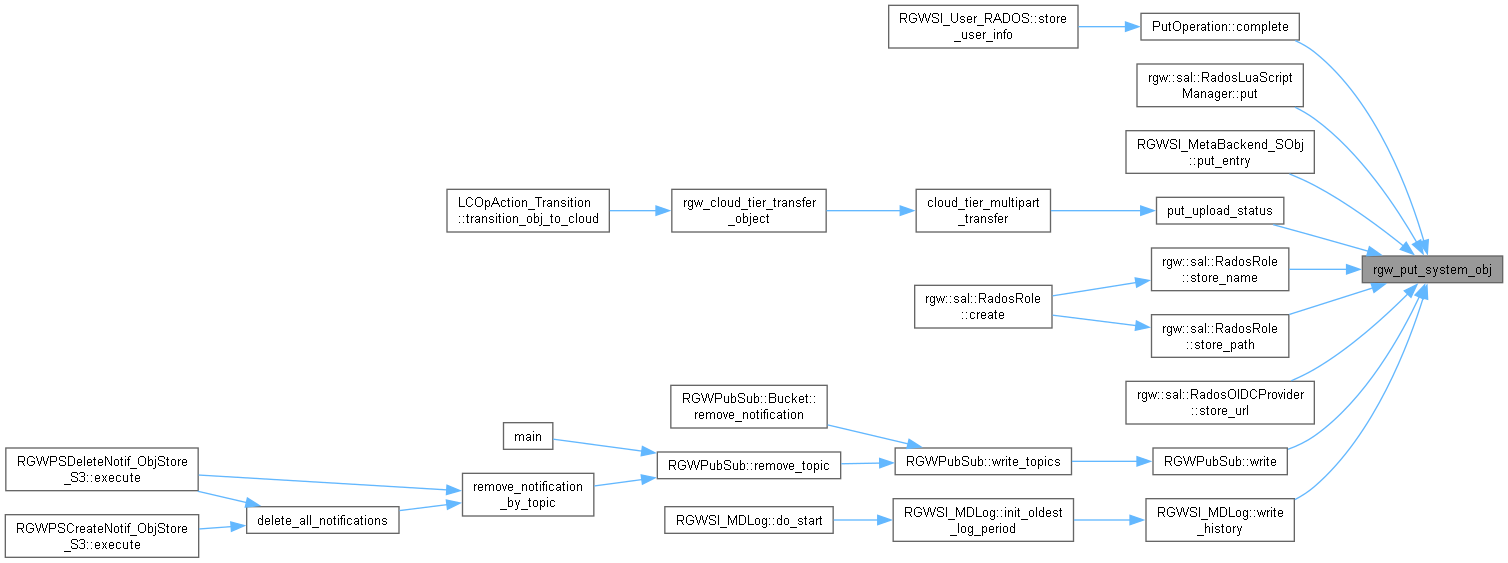 RGWSI_User_RADOS::store
_user_info
PutOperation::complete
rgw::sal::RadosLuaScript
Manager::put
RGWSI_MetaBackend_SObj
::put_entry
LCOpAction_Transition
::transition_obj_to_cloud
rgw_cloud_tier_transfer
_object
cloud_tier_multipart
_transfer
put_upload_status
rgw_put_system_obj
rgw::sal::RadosRole
::store_name
rgw::sal::RadosRole
::create
rgw::sal::RadosRole
::store_path
rgw::sal::RadosOIDCProvider
::store_url
RGWPubSub::Bucket::
remove_notification
main
RGWPubSub::remove_topic
RGWPubSub::write_topics
RGWPubSub::write
RGWPSDeleteNotif_ObjStore
_S3::execute
remove_notification
_by_topic
delete_all_notifications
RGWPSCreateNotif_ObjStore
_S3::execute
RGWSI_MDLog::do_start
RGWSI_MDLog::init_oldest
_log_period
RGWSI_MDLog::write
_history